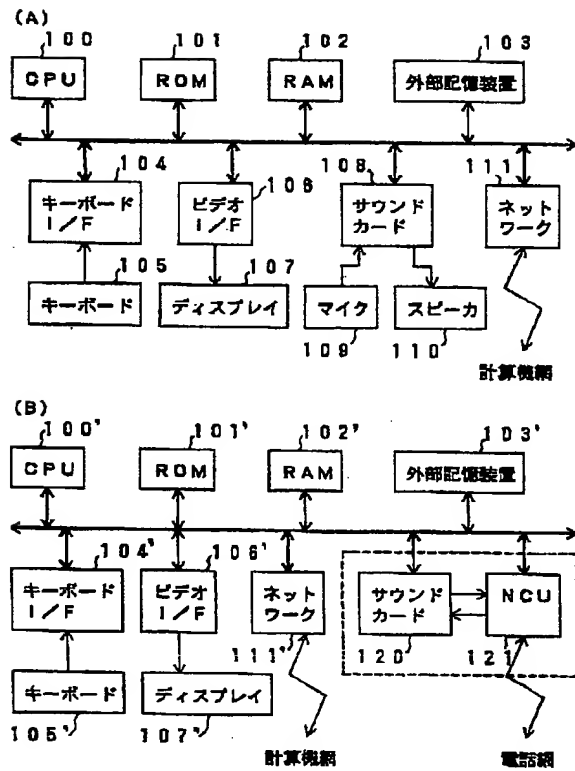 (A)
100 101 102 103
CPU ROM RAM 外部記憶装置
104 106 108 111
キーボード I/F
ビデオ I/F
サウンド カード
ネット ワーク
105 107
キーボード ディスプレイ マイク スピーカ
109 110
計算機網
(B)
100' 101' 102' 103'
CPU ROM RAM 外部記憶装置
104' 106'
キーボード I/F
ビデオ I/F
ネット ワーク
サウンド カード
NCU
111' 120 121
キーボード ディスプレイ
105' 107'
計算機網 電話網